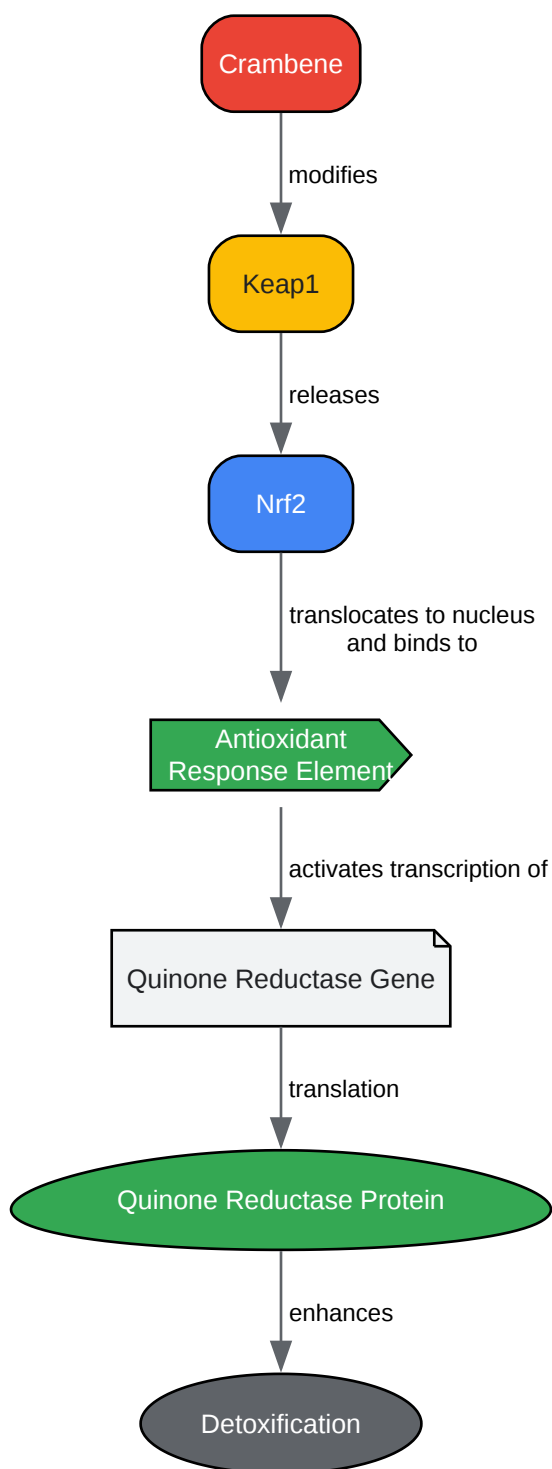 Crambene
modifies
Keap1
releases
Nrf2
translocates to nucleus
and binds to
Antioxidant
Response Element
activates transcription of
Quinone Reductase Gene
translation
Quinone Reductase Protein
enhances
Detoxification